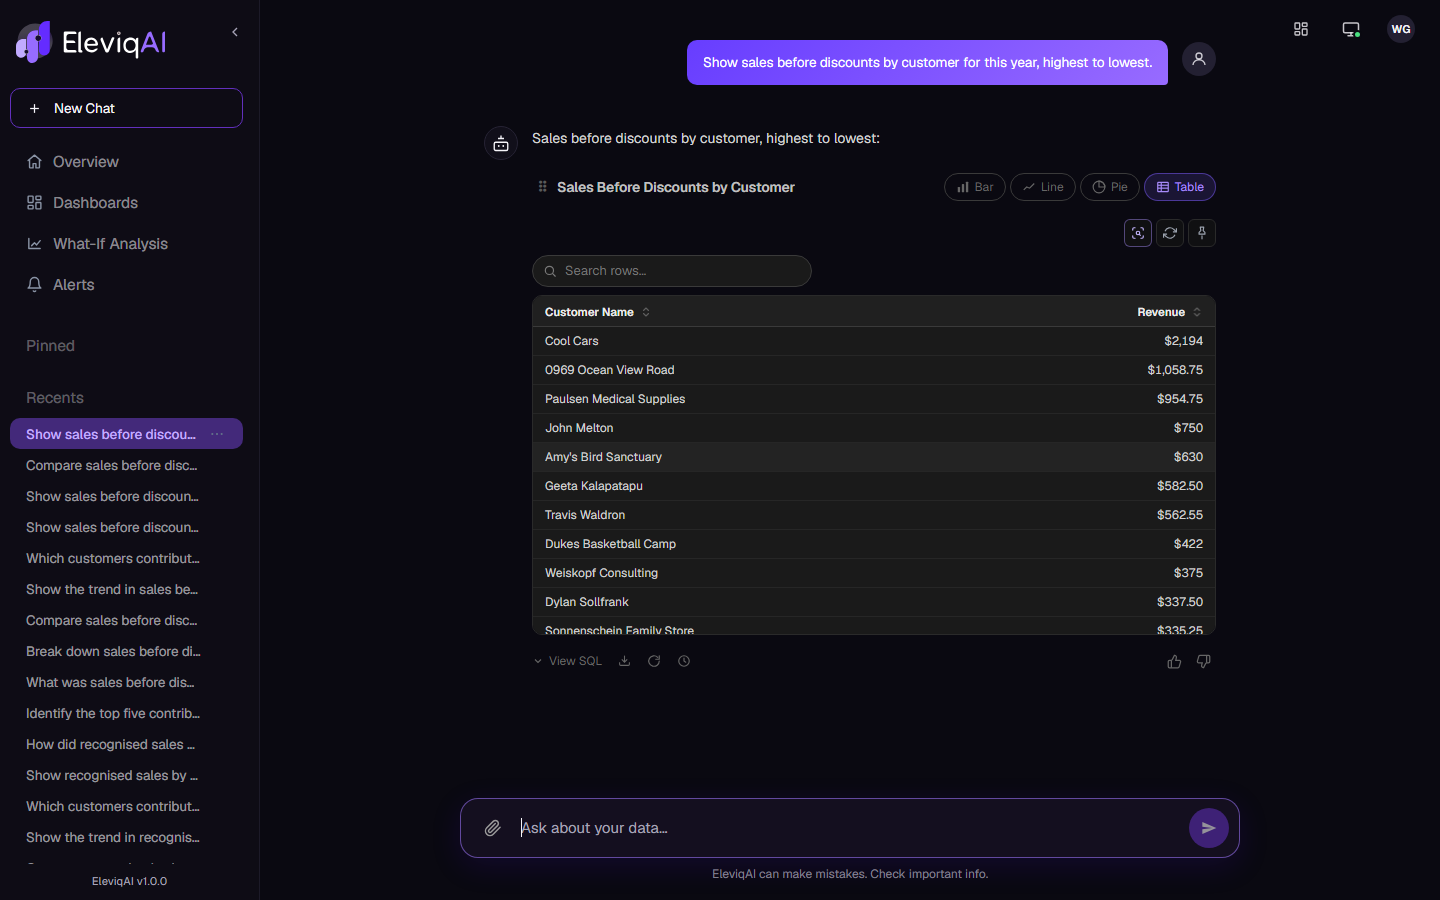 EleviqAI
WG
New Chat
Overview
Dashboards
What-If Analysis
Alerts
Pinned
Recents
Show sales before discou...
Compare sales before disc...
Show sales before discoun...
Show sales before discoun...
Which customers contribut...
Show the trend in sales be...
Compare sales before disc...
Break down sales before di...
What was sales before dis...
Identify the top five contrib...
How did recognised sales ...
Show recognised sales by ...
Which customers contribut...
Show the trend in recognis...
EleviqAI v1.0.0
Show sales before discounts by customer for this year, highest to lowest.
Sales before discounts by customer, highest to lowest:
Sales Before Discounts by Customer
Bar Line Pie Table
Search rows...
Customer Name Revenue
Cool Cars $2,194
0969 Ocean View Road $1,058.75
Paulsen Medical Supplies $954.75
John Melton $750
Amy's Bird Sanctuary $630
Geeta Kalapatapu $582.50
Travis Waldron $562.55
Dukes Basketball Camp $422
Weiskopf Consulting $375
Dylan Sollfrank $337.50
Sonnenschein Family Store $335.25
View SQL
Ask about your data...
EleviqAI can make mistakes. Check important info.